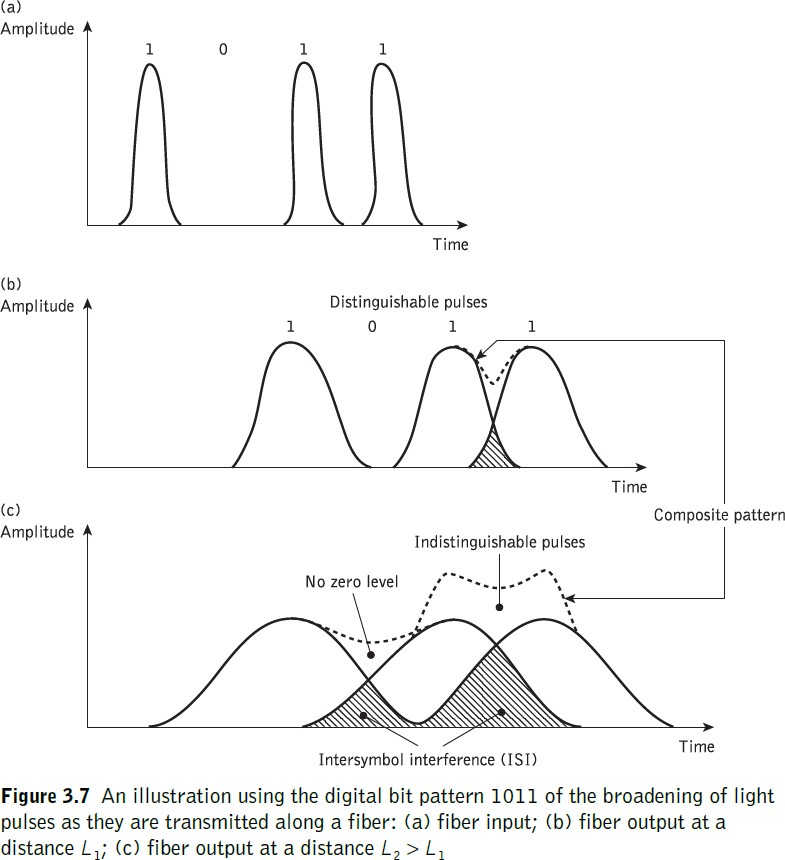 (a)
Amplitude
1 0 1 1
Time
(b)
Amplitude
Distinguishable pulses
1 0 1 1
Time
Composite pattern
(c)
Amplitude
Indistinguishable pulses
No zero level
Time
Intersymbol interference (ISI)
Figure 3.7 An illustration using the digital bit pattern 1011 of the broadening of light
pulses as they are transmitted along a fiber: (a) fiber input; (b) fiber output at a
distance L₁; (c) fiber output at a distance L₂ > L₁